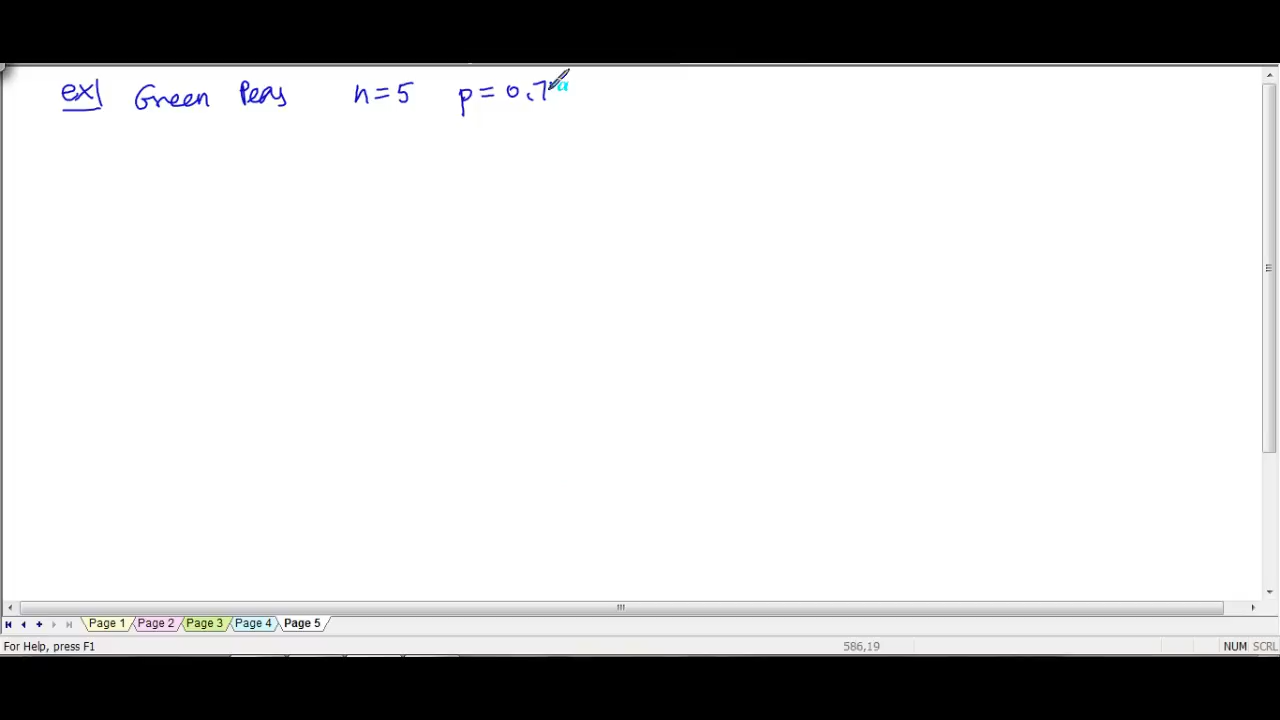 ex1 Green Peas n = 5 p = 0.7
Page 1 Page 2 Page 3 Page 4 Page 5
For Help, press F1 586,19 NUM SCRL